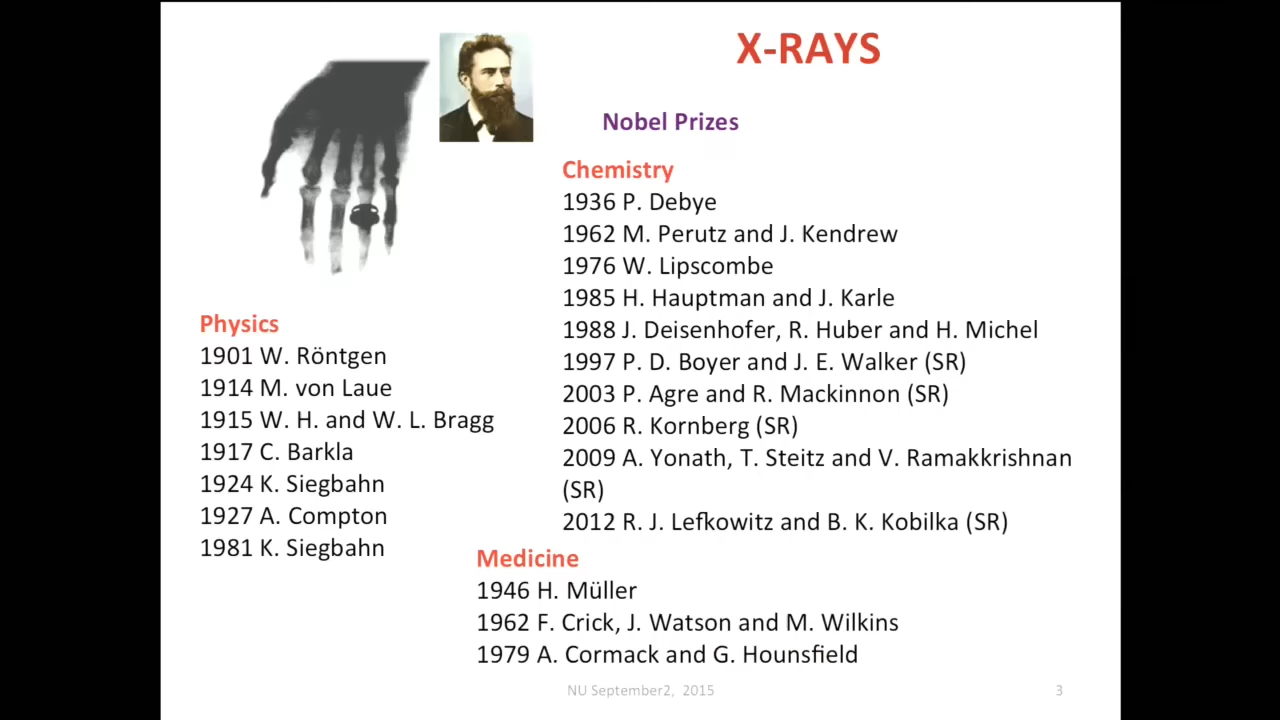 X-RAYS
Nobel Prizes
Physics
1901 W. Röntgen
1914 M. von Laue
1915 W. H. and W. L. Bragg
1917 C. Barkla
1924 K. Siegbahn
1927 A. Compton
1981 K. Siegbahn
Chemistry
1936 P. Debye
1962 M. Perutz and J. Kendrew
1976 W. Lipscombe
1985 H. Hauptman and J. Karle
1988 J. Deisenhofer, R. Huber and H. Michel
1997 P. D. Boyer and J. E. Walker (SR)
2003 P. Agre and R. Mackinnon (SR)
2006 R. Kornberg (SR)
2009 A. Yonath, T. Steitz and V. Ramakkrishnan
(SR)
2012 R. J. Lefkowitz and B. K. Kobilka (SR)
Medicine
1946 H. Müller
1962 F. Crick, J. Watson and M. Wilkins
1979 A. Cormack and G. Hounsfield
NU September2, 2015
3